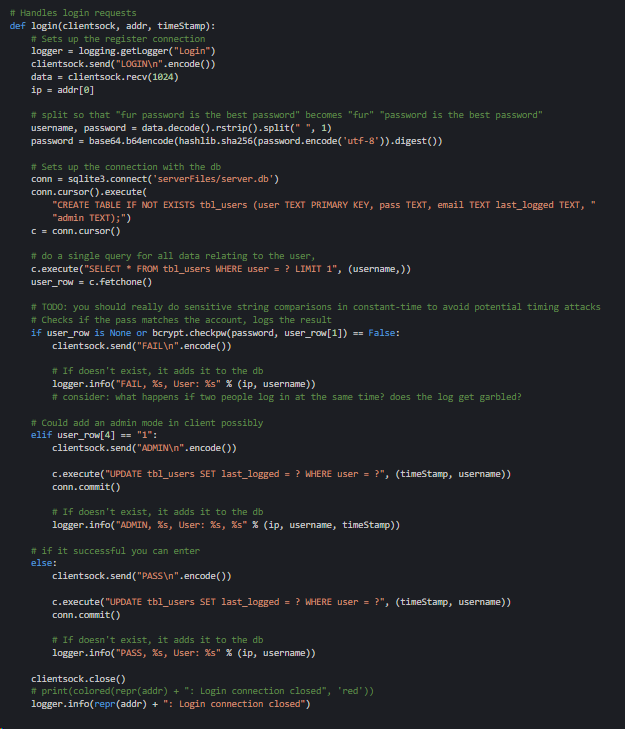 # Handles login requests
def login(clientsock, addr, timeStamp):
    # Sets up the register connection
    logger = logging.getLogger("Login")
    clientsock.send("LOGIN\n".encode())
    data = clientsock.recv(1024)
    ip = addr[0]

    # split so that "fur password is the best password" becomes "fur" "password is the best password"
    username, password = data.decode().rstrip().split(" ", 1)
    password = base64.b64encode(hashlib.sha256(password.encode('utf-8')).digest())

    # Sets up the connection with the db
    conn = sqlite3.connect('serverFiles/server.db')
    conn.cursor().execute(
        "CREATE TABLE IF NOT EXISTS tbl_users (user TEXT PRIMARY KEY, pass TEXT, email TEXT last_logged TEXT, "
        "admin TEXT);")
    c = conn.cursor()

    # do a single query for all data relating to the user,
    c.execute("SELECT * FROM tbl_users WHERE user = ? LIMIT 1", (username,))
    user_row = c.fetchone()

    # TODO: you should really do sensitive string comparisons in constant-time to avoid potential timing attacks
    # Checks if the pass matches the account, logs the result
    if user_row is None or bcrypt.checkpw(password, user_row[1]) == False:
        clientsock.send("FAIL\n".encode())

        # If doesn't exist, it adds it to the db
        logger.info("FAIL, %s, User: %s" % (ip, username))
        # consider: what happens if two people log in at the same time? does the log get garbled?

    # Could add an admin mode in client possibly
    elif user_row[4] == "1":
        clientsock.send("ADMIN\n".encode())

        c.execute("UPDATE tbl_users SET last_logged = ? WHERE user = ?", (timeStamp, username))
        conn.commit()

        # If doesn't exist, it adds it to the db
        logger.info("ADMIN, %s, User: %s, %s" % (ip, username, timeStamp))

    # if it successful you can enter
    else:
        clientsock.send("PASS\n".encode())

        c.execute("UPDATE tbl_users SET last_logged = ? WHERE user = ?", (timeStamp, username))
        conn.commit()

        # If doesn't exist, it adds it to the db
        logger.info("PASS, %s, User: %s" % (ip, username))

    clientsock.close()
    # print(colored(repr(addr) + ": Login connection closed", 'red'))
    logger.info(repr(addr) + ": Login connection closed")